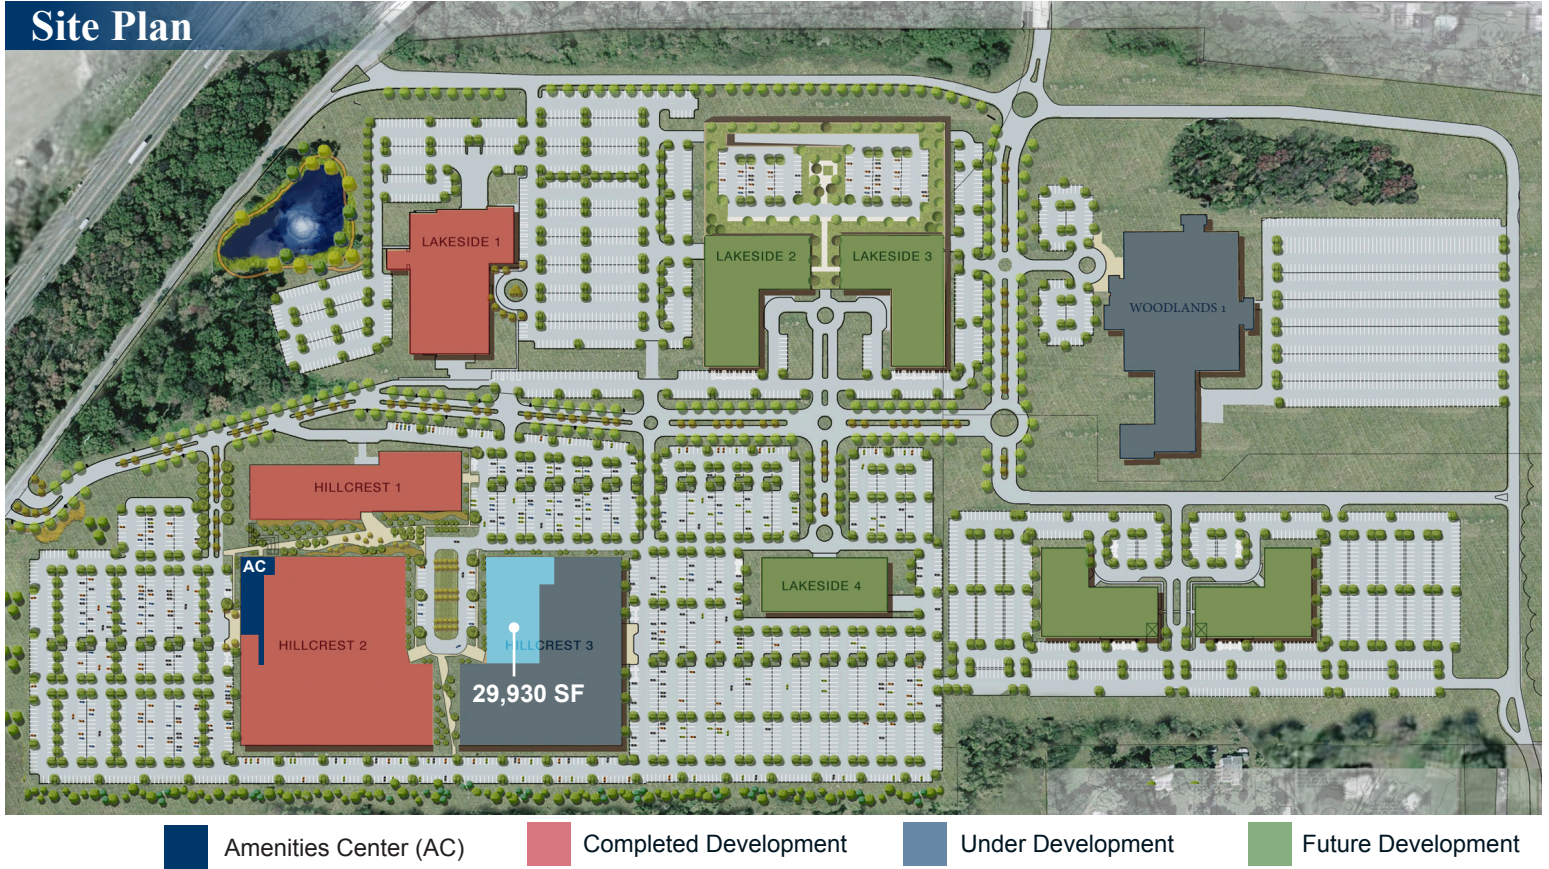 Site Plan
LAKESIDE 1
LAKESIDE 2
LAKESIDE 3
WOODLANDS 1
HILLCREST 1
AC
LAKESIDE 4
HILLCREST 2
HILLCREST 3
29,930 SF
Amenities Center (AC)
Completed Development
Under Development
Future Development